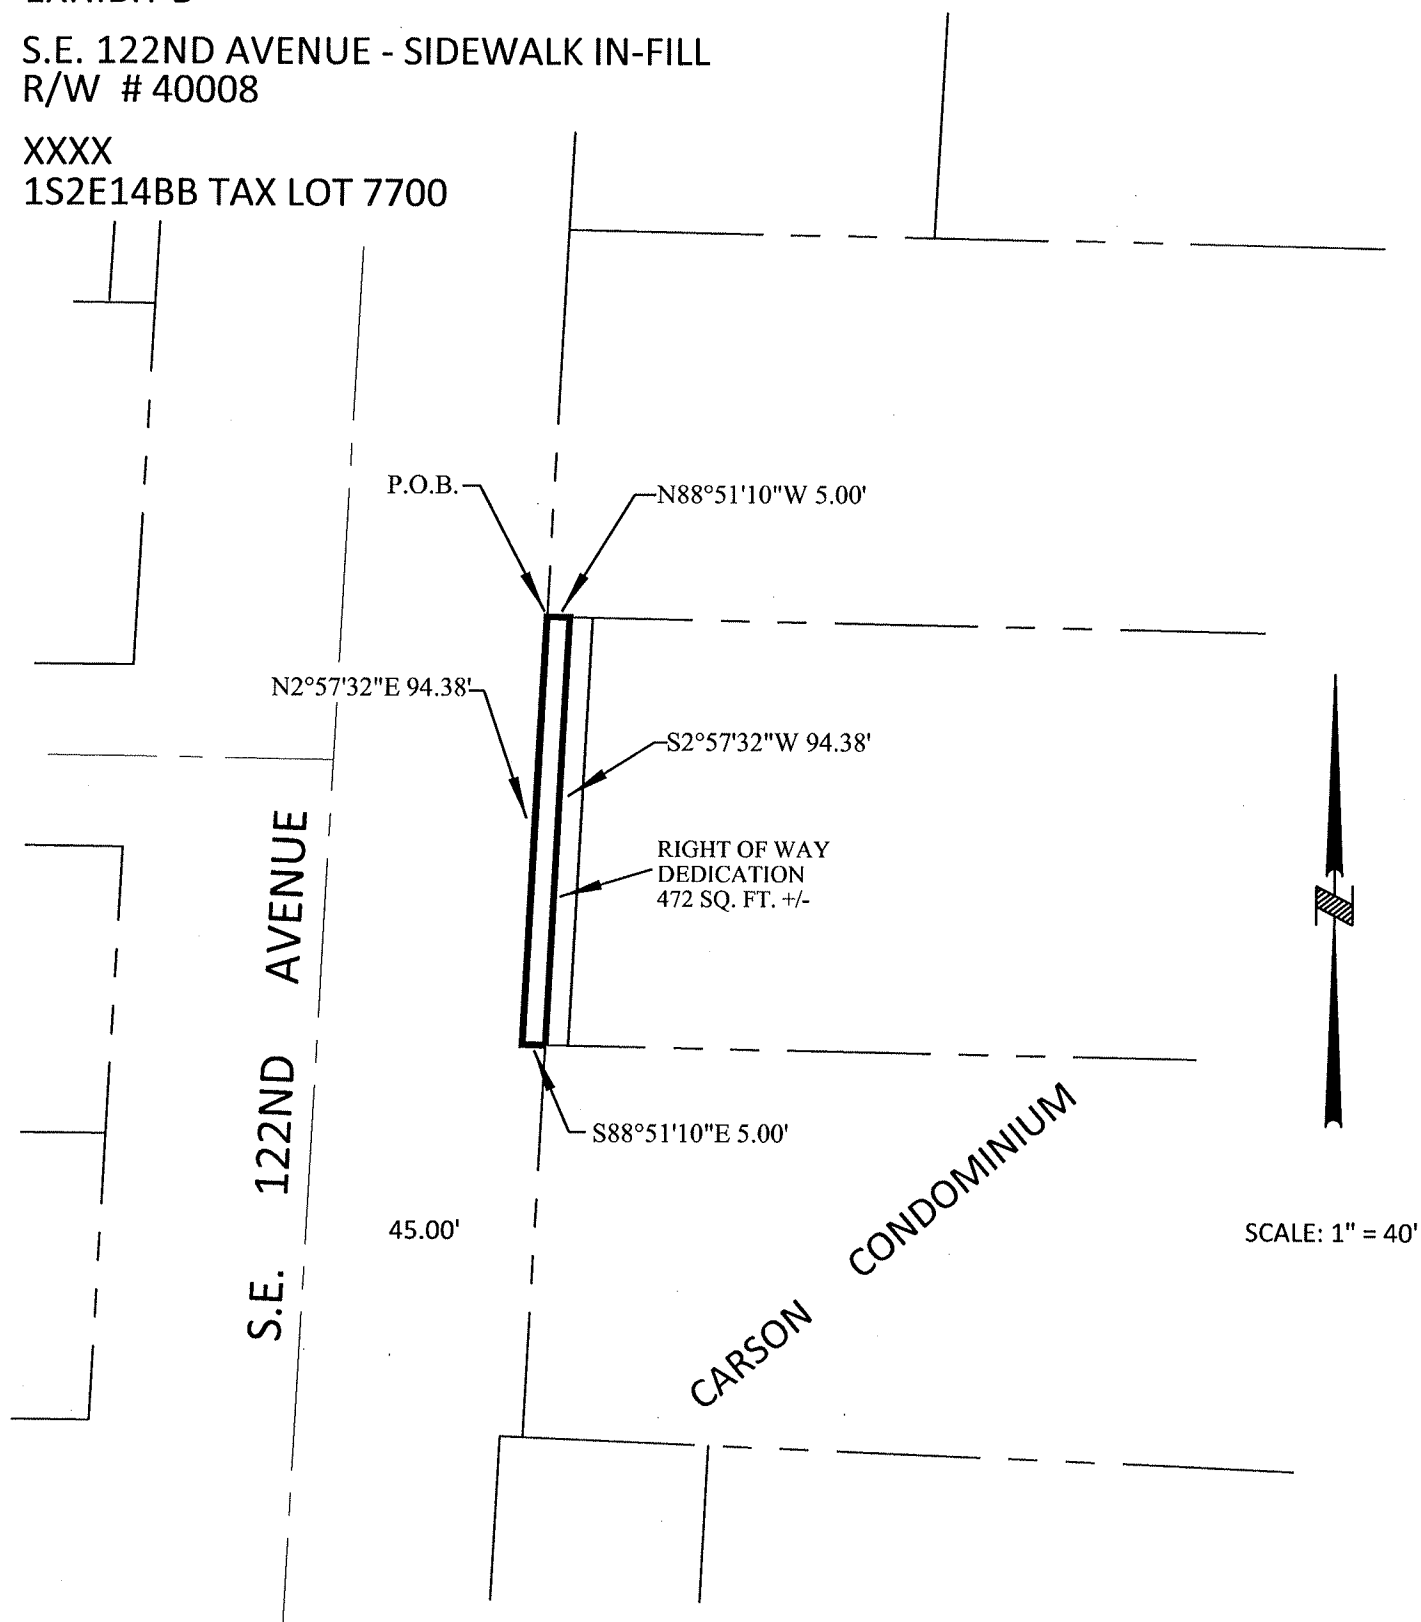 S.E. 122ND AVENUE - SIDEWALK IN-FILL
R/W # 40008
XXXX
1S2E14BB TAX LOT 7700
P.O.B.
N88°51'10"W 5.00'
N2°57'32"E 94.38'
S2°57'32"W 94.38'
RIGHT OF WAY
DEDICATION
472 SQ. FT. +/-
S.E. 122ND AVENUE
S88°51'10"E 5.00'
45.00'
CARSON CONDOMINIUM
SCALE: 1" = 40'